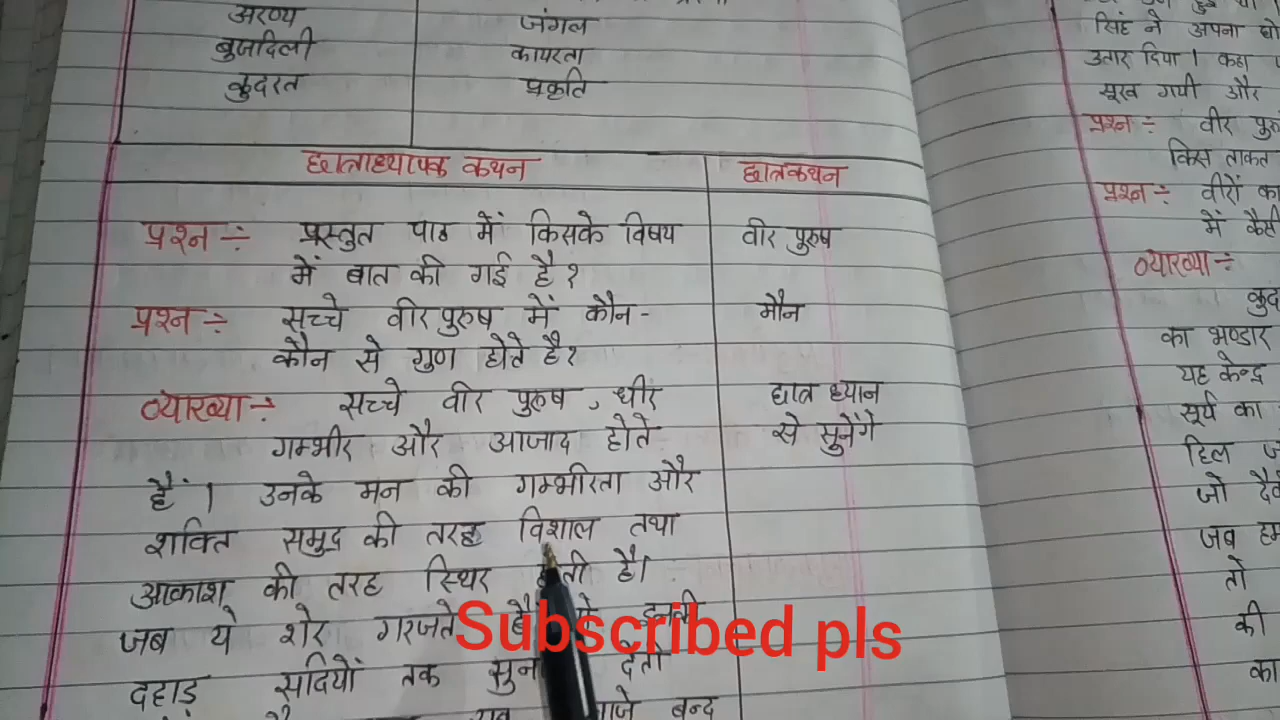 अरण्य जंगल
बुजदिली कायरता
कुदरत प्रकृति
छात्राध्यापक कथन छात्रकथन
प्रश्न ÷ प्रस्तुत पाठ में किसके विषय वीर पुरुष
में बात की गई है?
प्रश्न ÷ सच्चे वीर पुरुष में कौन - मौन
कौन से गुण होते है?
व्याख्या ÷ सच्चे वीर पुरुष, धीर छात्र ध्यान
गम्भीर और आजाद होते से सुनेंगे
हैं। उनके मन की गम्भीरता और
शक्ति समुद्र की तरह विशाल तथा
आकाश की तरह स्थिर होती है।
जब ये शेर गरजते
दहाड़ सदियों तक
बन्द
Subscribed pls
सिंह ने अपना
उतार दिया। कहा
सूख गयी और
प्रश्न ÷ वीर
किस ताकत
प्रश्न ÷ वीरों
में
व्याख्या ÷
का भण्डार
यह केन्द्र
सूर्य का
हिल
जो
जब हम
तो
की
का